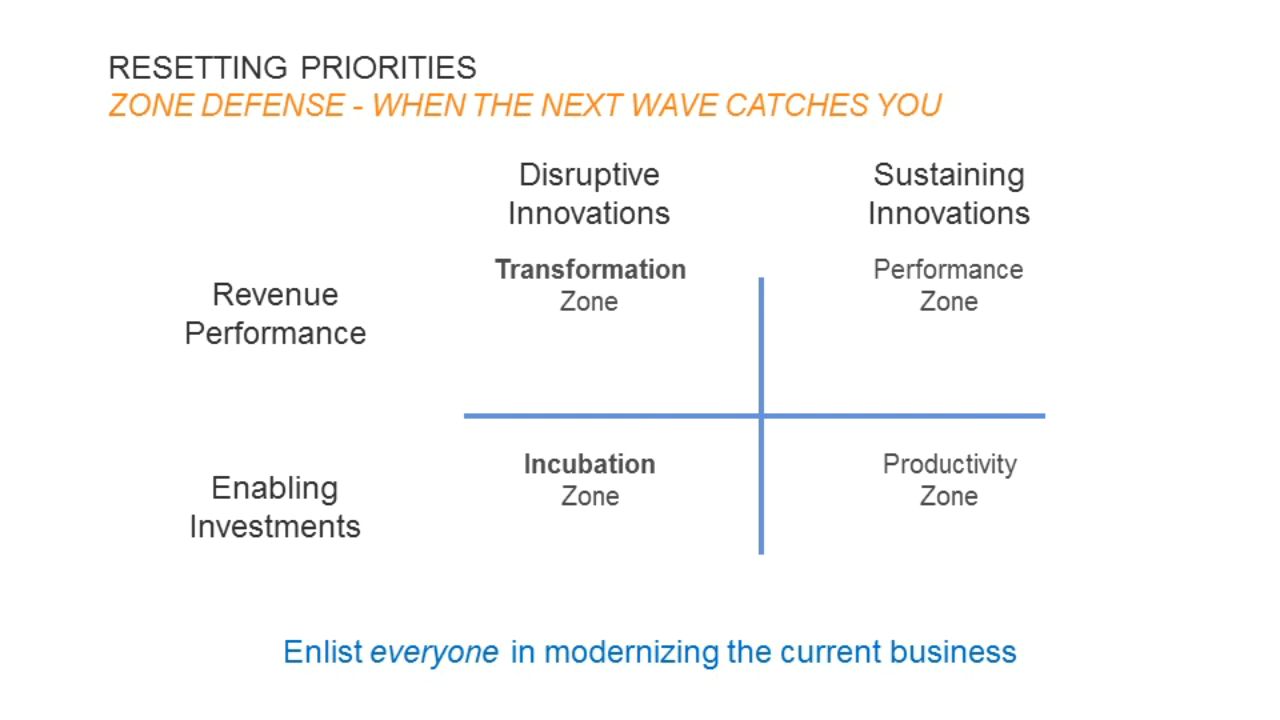 RESETTING PRIORITIES
ZONE DEFENSE - WHEN THE NEXT WAVE CATCHES YOU
Disruptive
Innovations
Sustaining
Innovations
Revenue
Performance
Transformation
Zone
Performance
Zone
Enabling
Investments
Incubation
Zone
Productivity
Zone
Enlist everyone in modernizing the current business